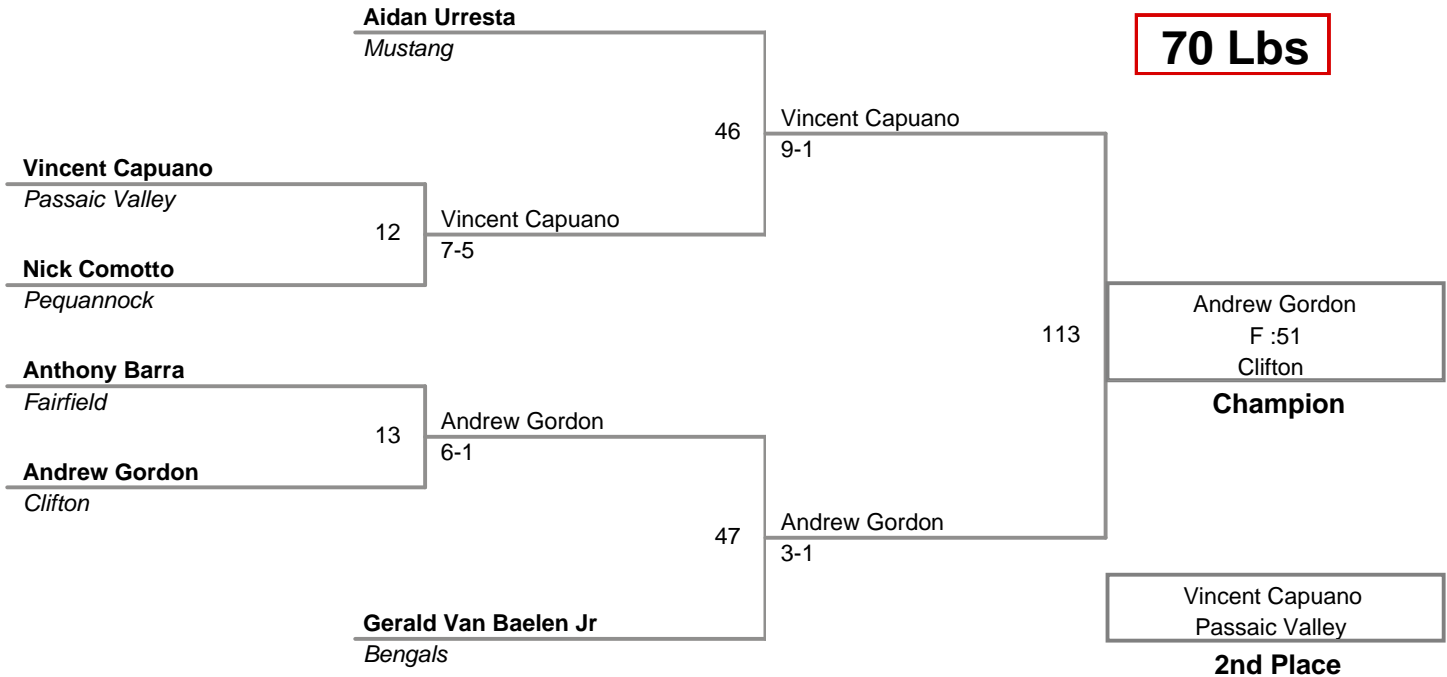 Aidan Urresta
Mustang
70 Lbs
46
Vincent Capuano
9-1
Vincent Capuano
Passaic Valley
12
Vincent Capuano
7-5
Nick Comotto
Pequannock
113
Andrew Gordon
F :51
Clifton
Champion
Anthony Barra
Fairfield
13
Andrew Gordon
6-1
Andrew Gordon
Clifton
47
Andrew Gordon
3-1
Gerald Van Baelen Jr
Bengals
Vincent Capuano
Passaic Valley
2nd Place